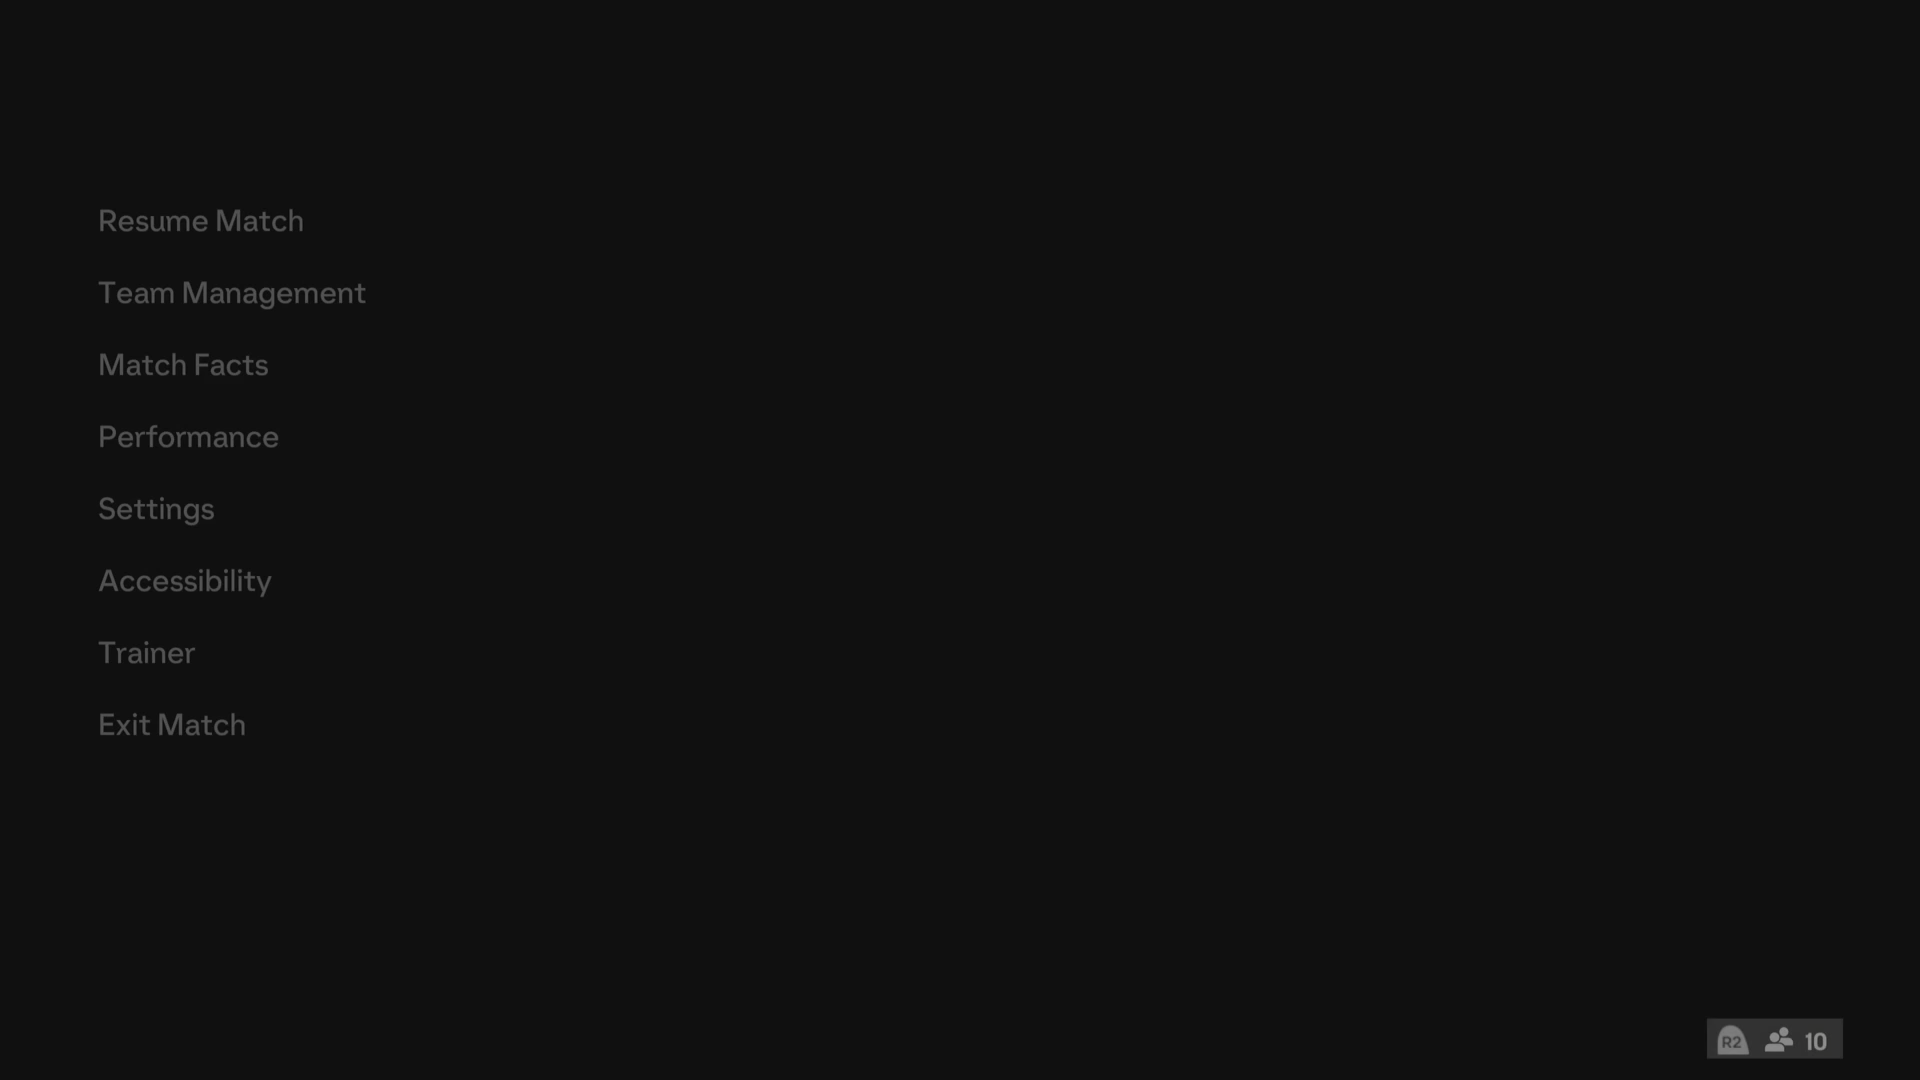 Resume Match
Team Management
Match Facts
Performance
Settings
Accessibility
Trainer
Exit Match
R2 10